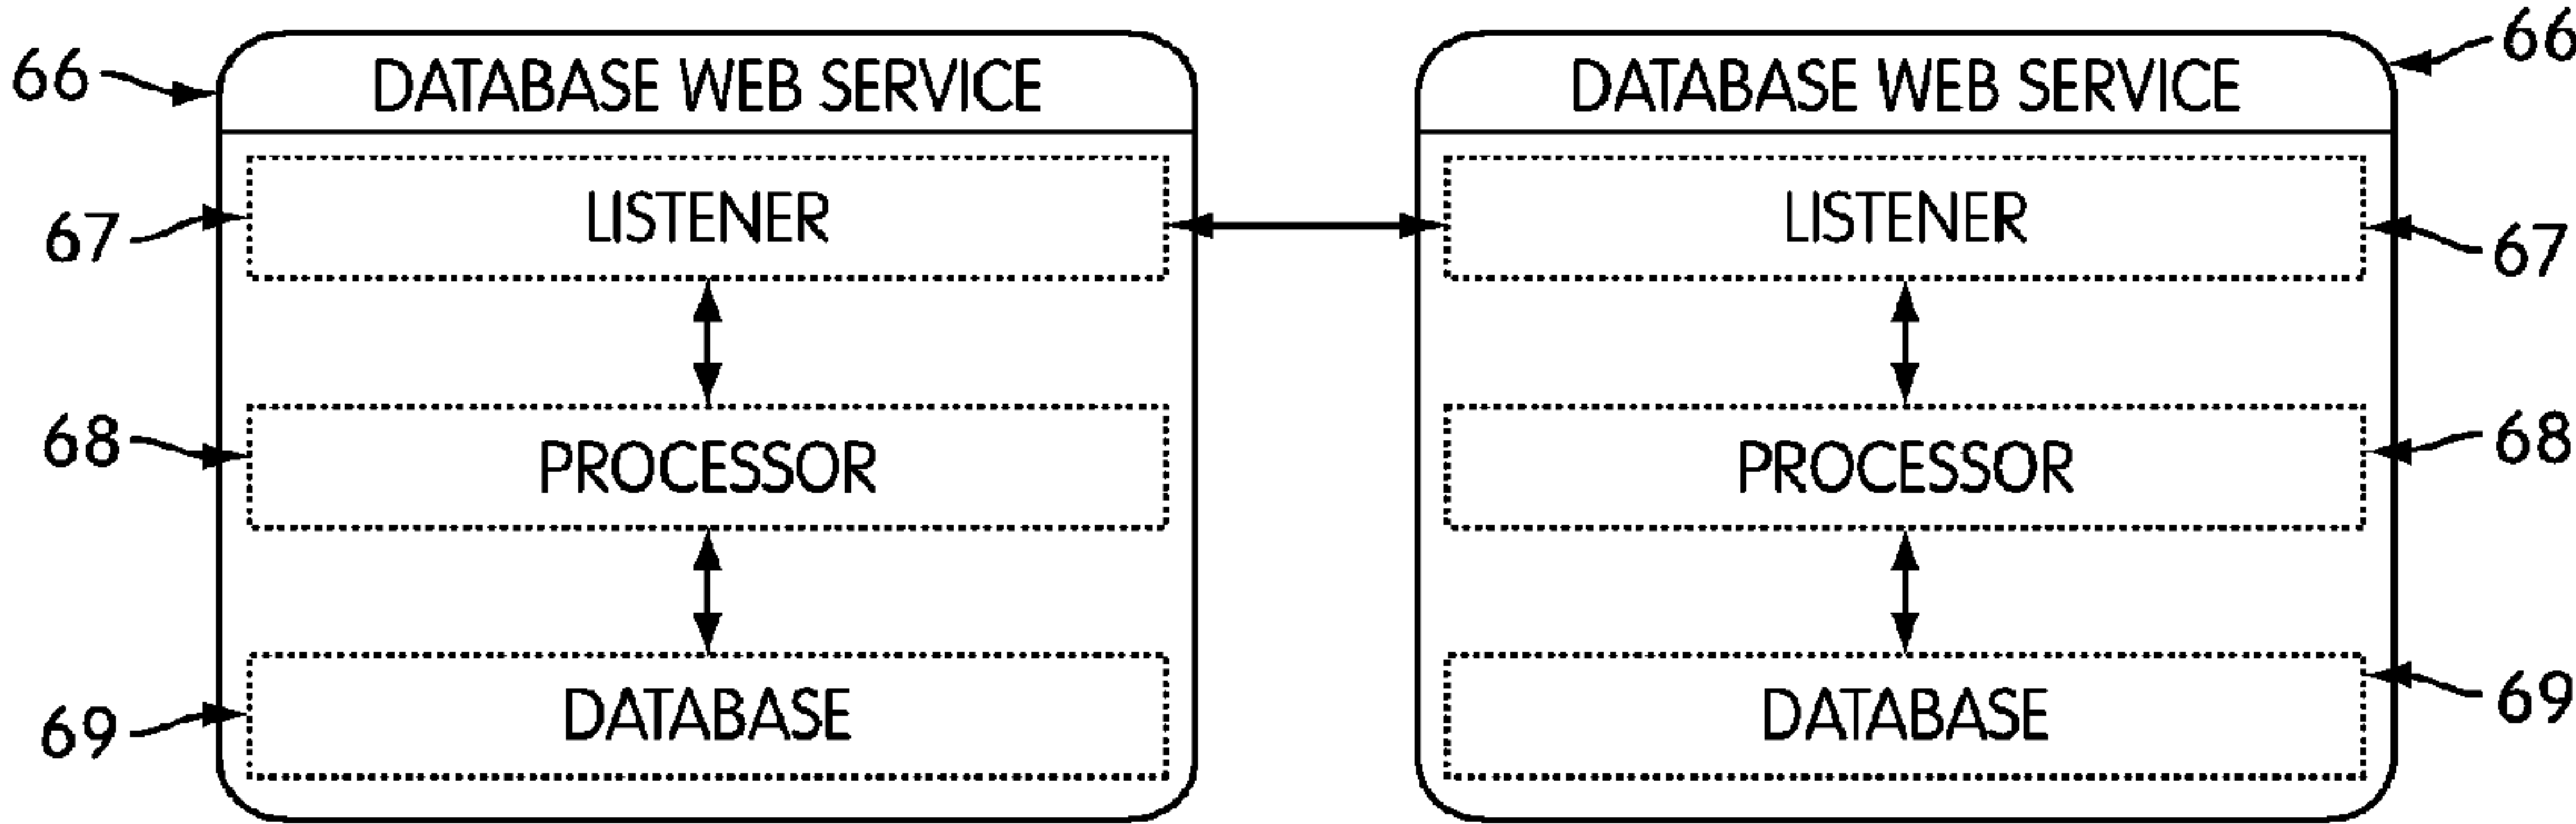 66 DATABASE WEB SERVICE DATABASE WEB SERVICE 66
67 LISTENER LISTENER 67
68 PROCESSOR PROCESSOR 68
69 DATABASE DATABASE 69